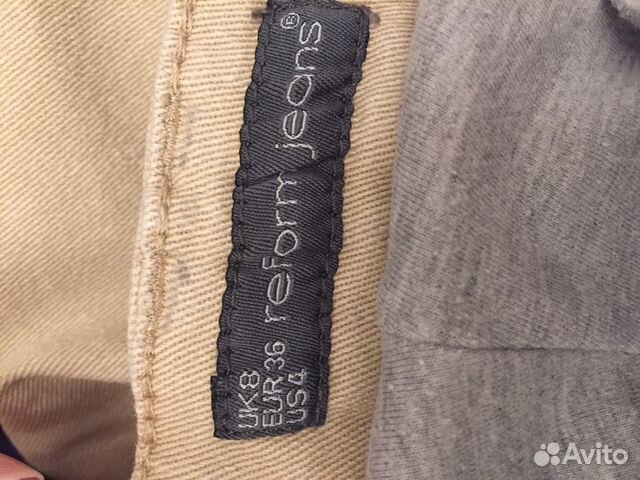 reform jeans®
UK8
EUR 36
US4
Avito